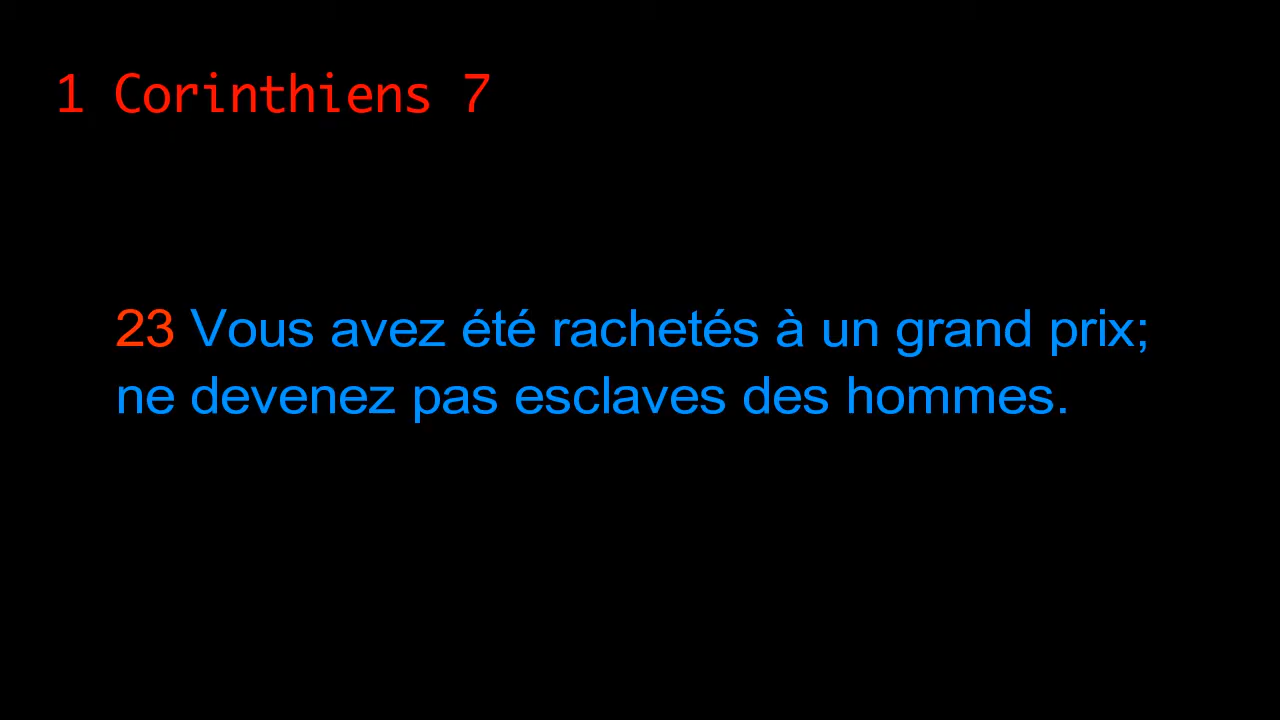 1 Corinthiens 7
23 Vous avez été rachetés à un grand prix;
ne devenez pas esclaves des hommes.